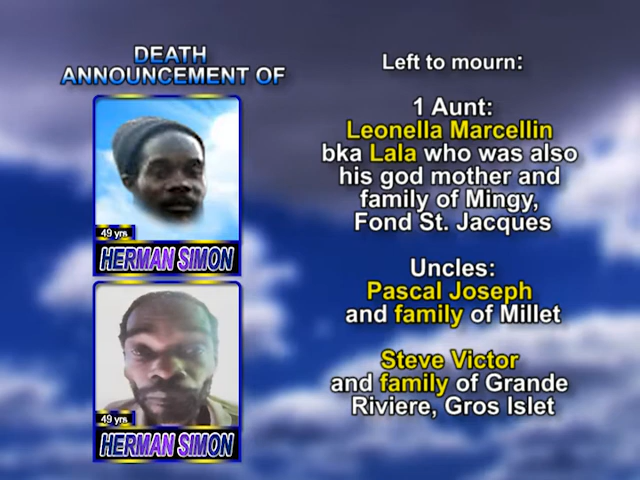 DEATH
ANNOUNCEMENT OF
49 yrs
HERMAN SIMON
49 yrs
HERMAN SIMON
Left to mourn:
1 Aunt:
Leonella Marcellin
bka Lala who was also
his god mother and
family of Mingy,
Fond St. Jacques
Uncles:
Pascal Joseph
and family of Millet
Steve Victor
and family of Grande
Riviere, Gros Islet